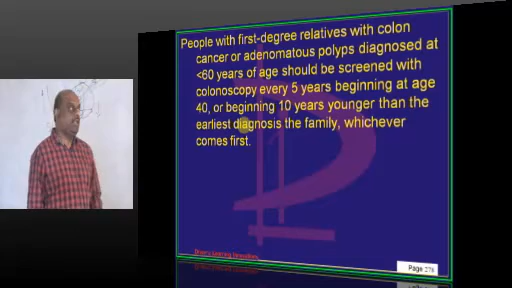 People with first-degree relatives with colon
cancer or adenomatous polyps diagnosed at
<60 years of age should be screened with
colonoscopy every 5 years beginning at age
40, or beginning 10 years younger than the
earliest diagnosis the family, whichever
comes first.
Page 278